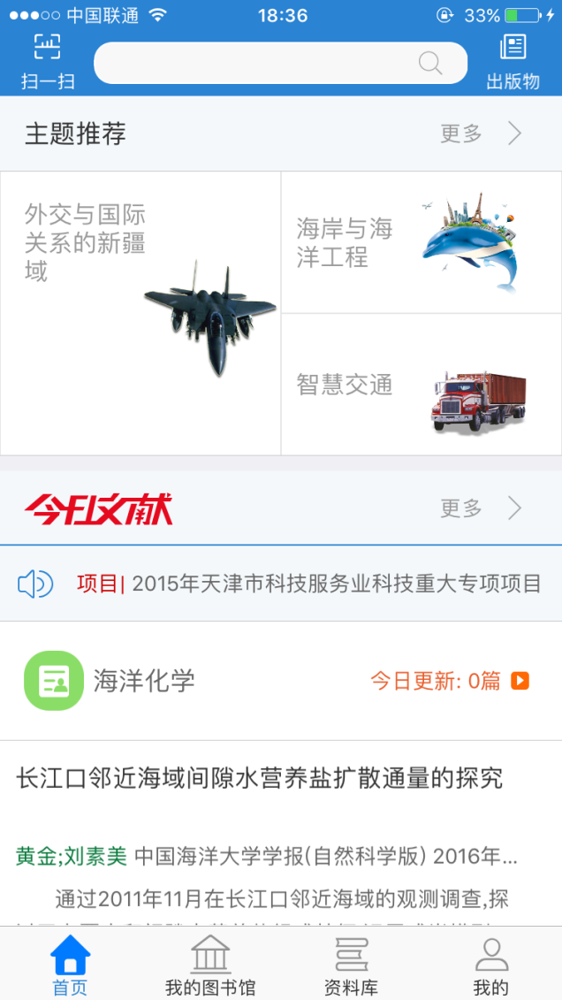 中国联通
18:36
33%
扫一扫
出版物
主题推荐
更多
外交与国际
关系的新疆
域
海岸与海
洋工程
智慧交通
今日文献
更多
项目| 2015年天津市科技服务业科技重大专项项目
海洋化学
今日更新: 0篇
长江口邻近海域间隙水营养盐扩散通量的探究
黄金;刘素美 中国海洋大学学报(自然科学版) 2016年...
通过2011年11月在长江口邻近海域的观测调查,探
首页
我的图书馆
资料库
我的